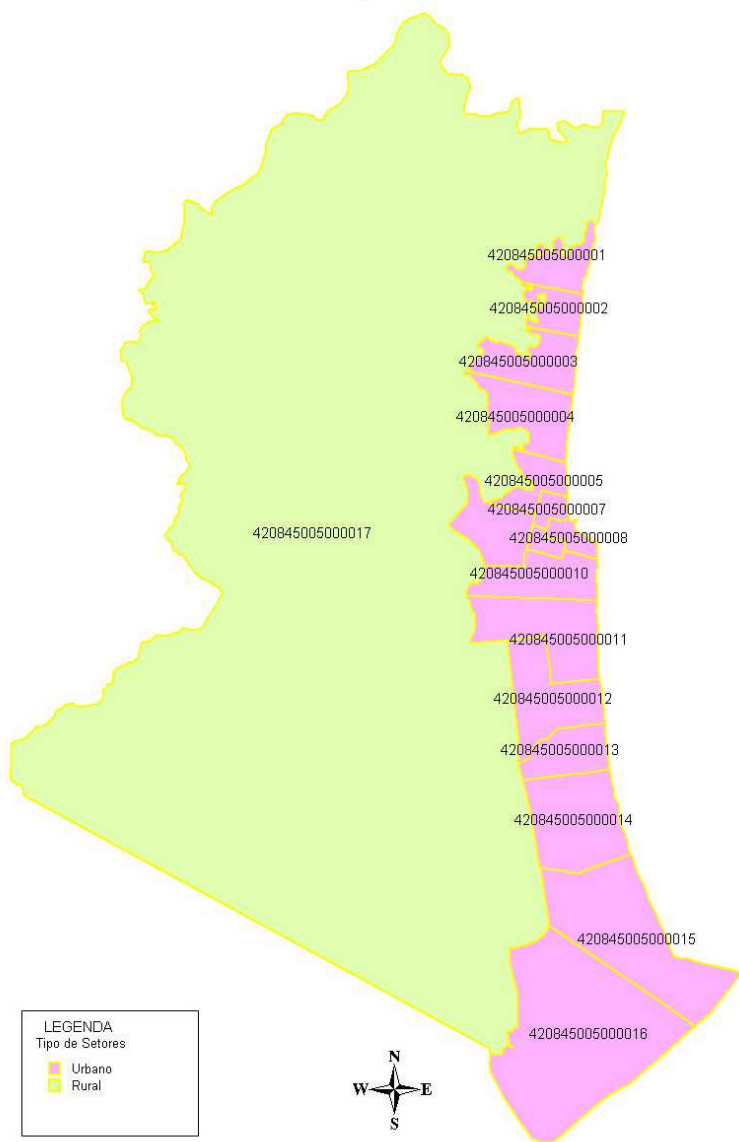 420845005000001
420845005000002
420845005000003
420845005000004
420845005000005
420845005000007
420845005000017
420845005000008
420845005000010
420845005000011
420845005000012
420845005000013
420845005000014
420845005000015
420845005000016
LEGENDA
Tipo de Setores
Urbano
Rural
N
W E
S